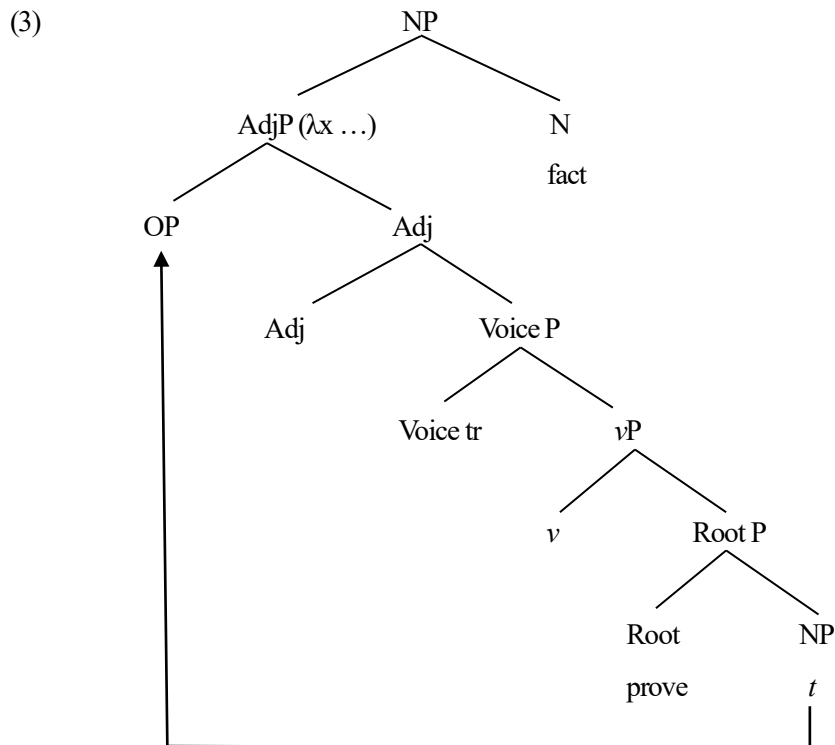 (3) NP
AdjP (λx …) N
fact
OP Adj
Adj Voice P
Voice tr vP
v Root P
Root NP
prove t